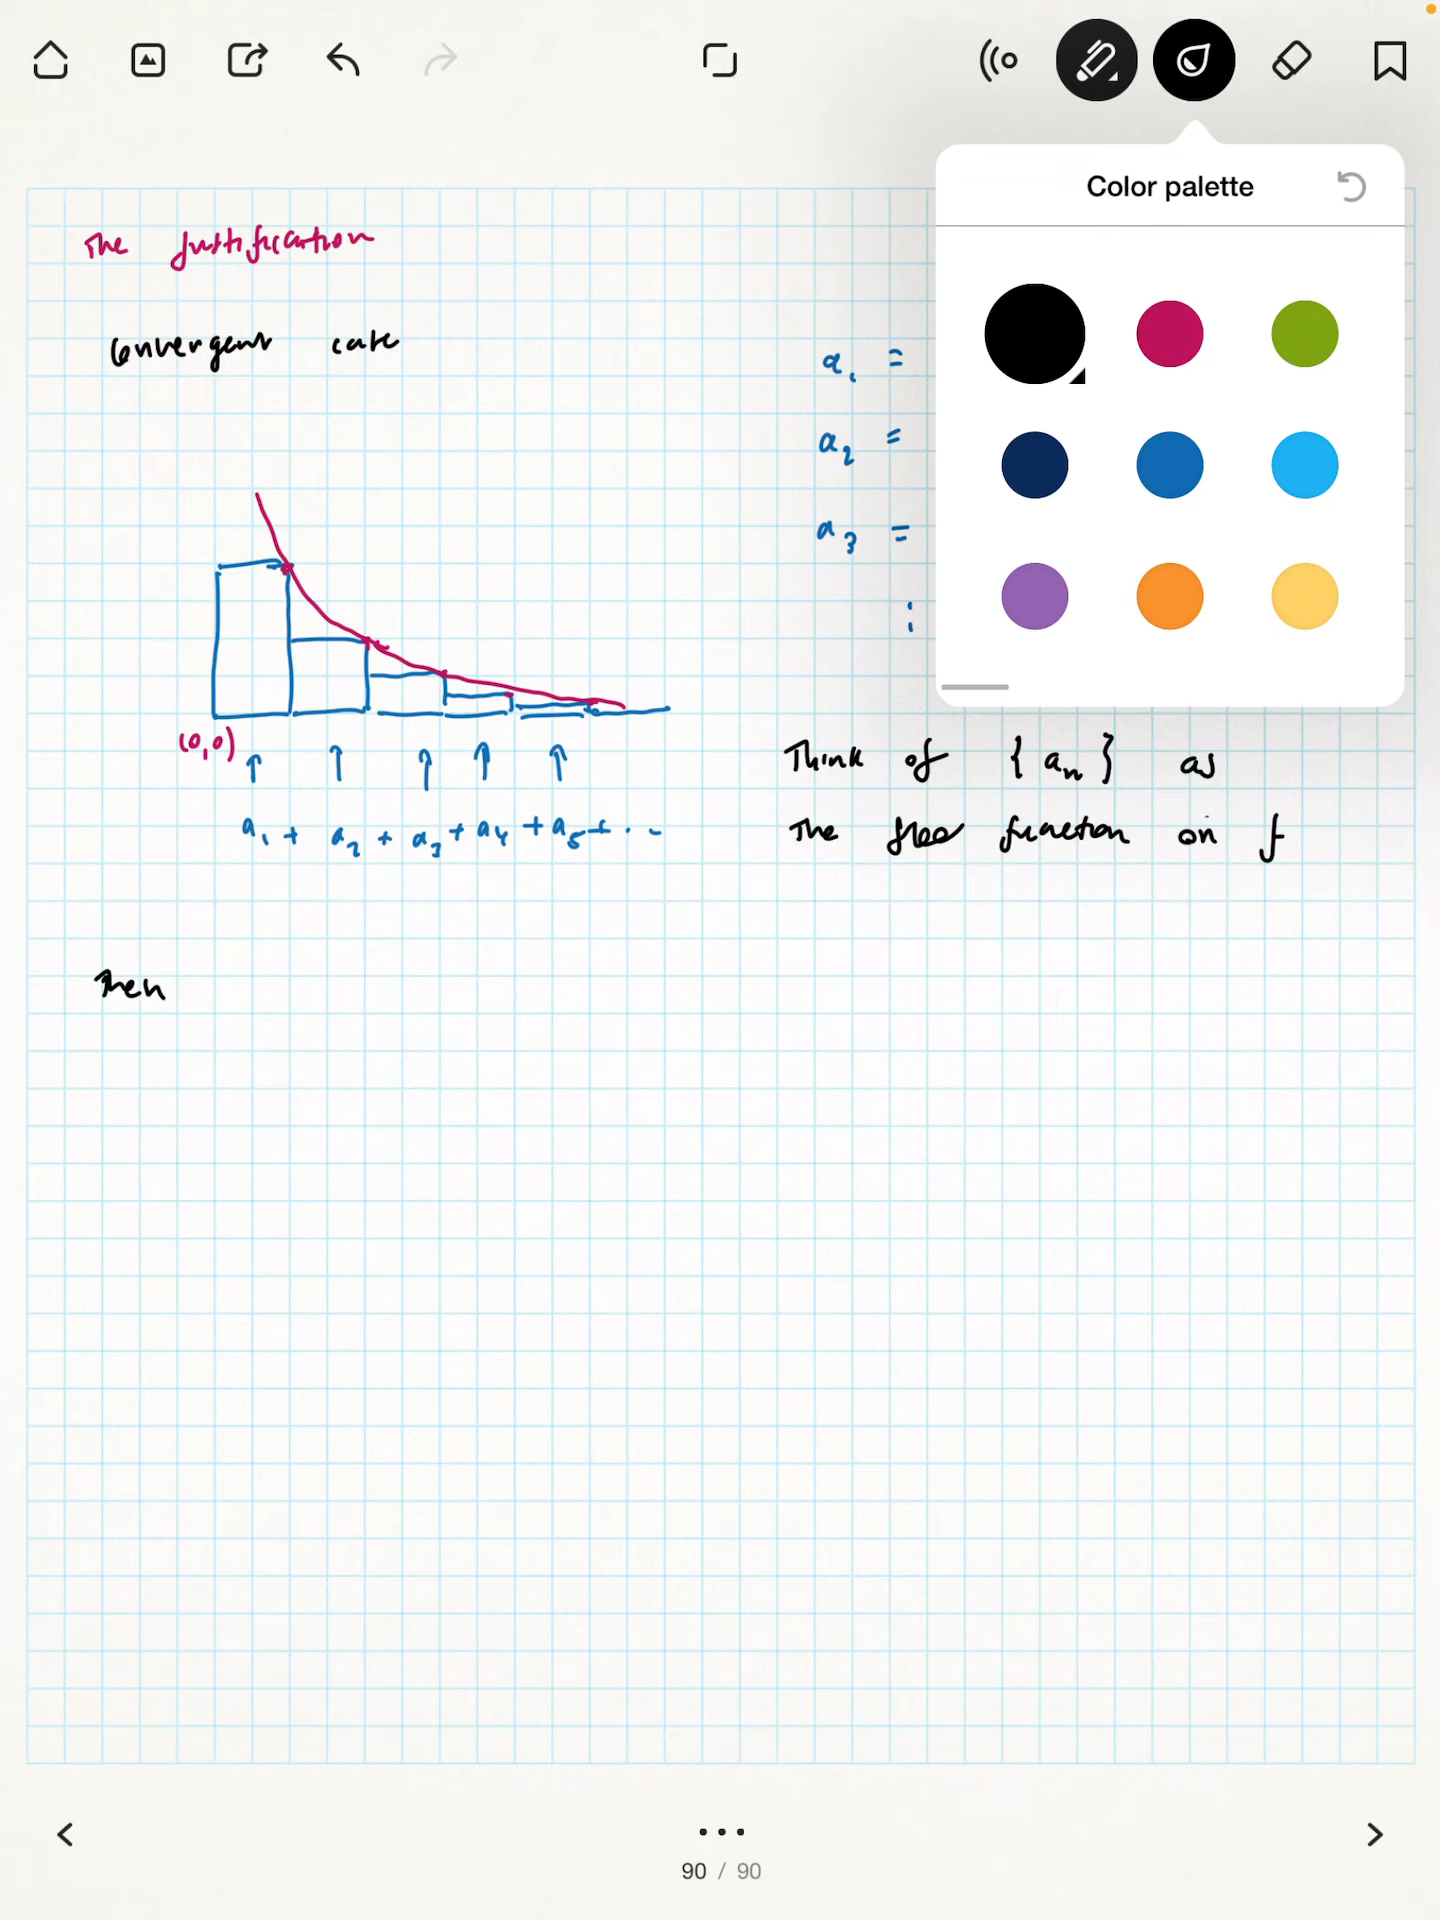 Color palette
The Justification
Convergent case
a₁ =
a₂ =
a₃ =
⋮
(0,0)
a₁ + a₂ + a₃ + a₄ + a₅ + ...
Think of {aₙ} as
The function on f
Then
90 / 90